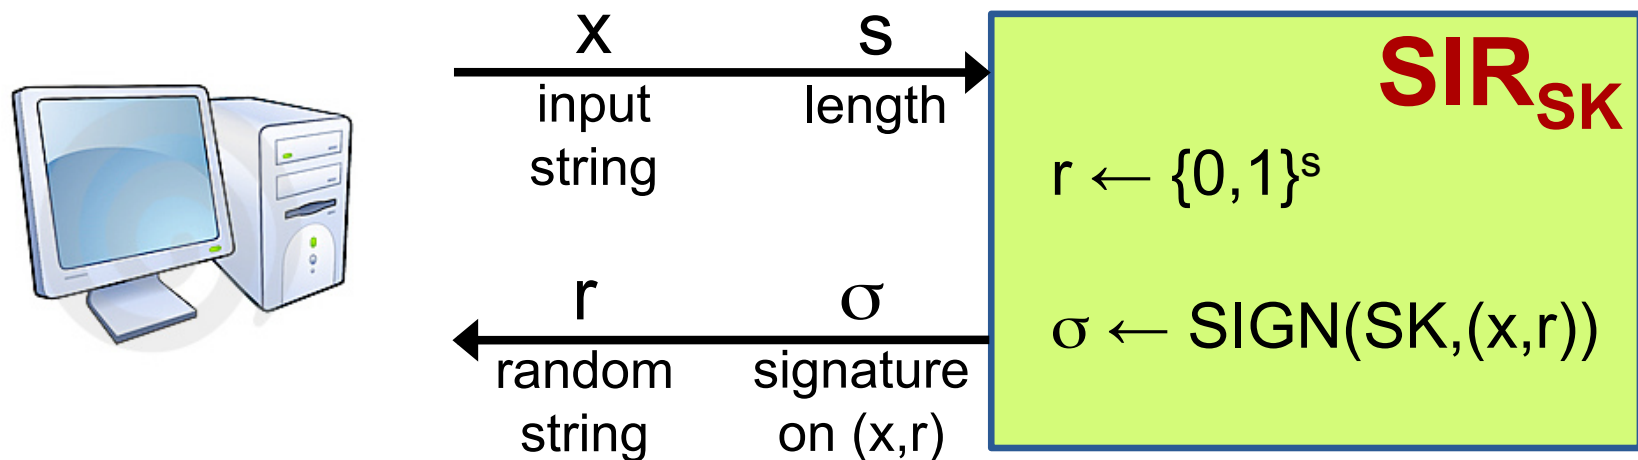 x s
input length
string
r σ
random signature
string on (x,r)
SIR_SK
r ← {0,1}^s
σ ← SIGN(SK,(x,r))